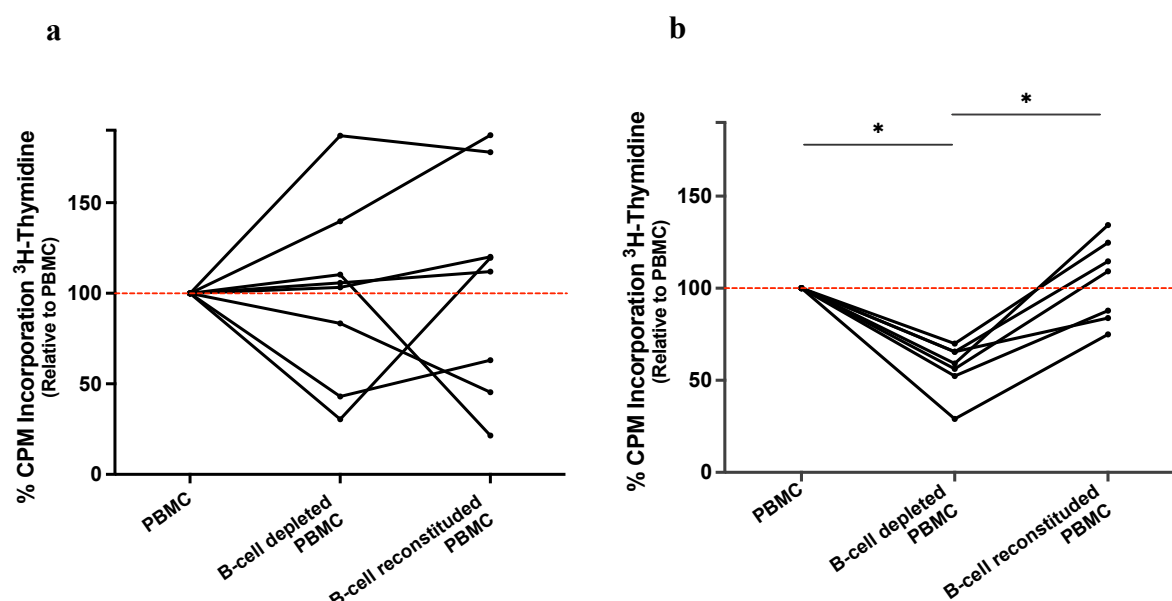 a
% CPM Incorporation ³H-Thymidine
(Relative to PBMC)
150
100
50
0
PBMC
B-cell depleted
PBMC
B-cell reconstituded
PBMC
b
% CPM Incorporation ³H-Thymidine
(Relative to PBMC)
*
*
150
100
50
0
PBMC
B-cell depleted
PBMC
B-cell reconstituded
PBMC